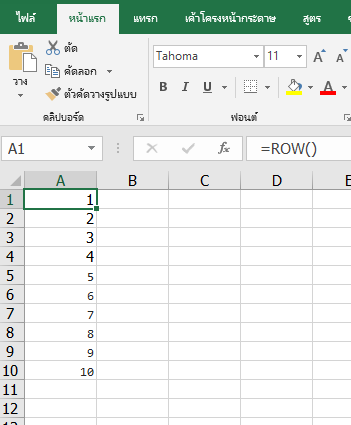 ไฟล์ หน้าแรก แทรก เค้าโครงหน้ากระดาษ สูตร
วาง
ตัด
คัดลอก
ตัวคัดวางรูปแบบ
คลิปบอร์ด
Tahoma 11 A A
B I U A
ฟอนต์
A1 fx =ROW()
A B C D E
1 1
2 2
3 3
4 4
5 5
6 6
7 7
8 8
9 9
10 10
11
12